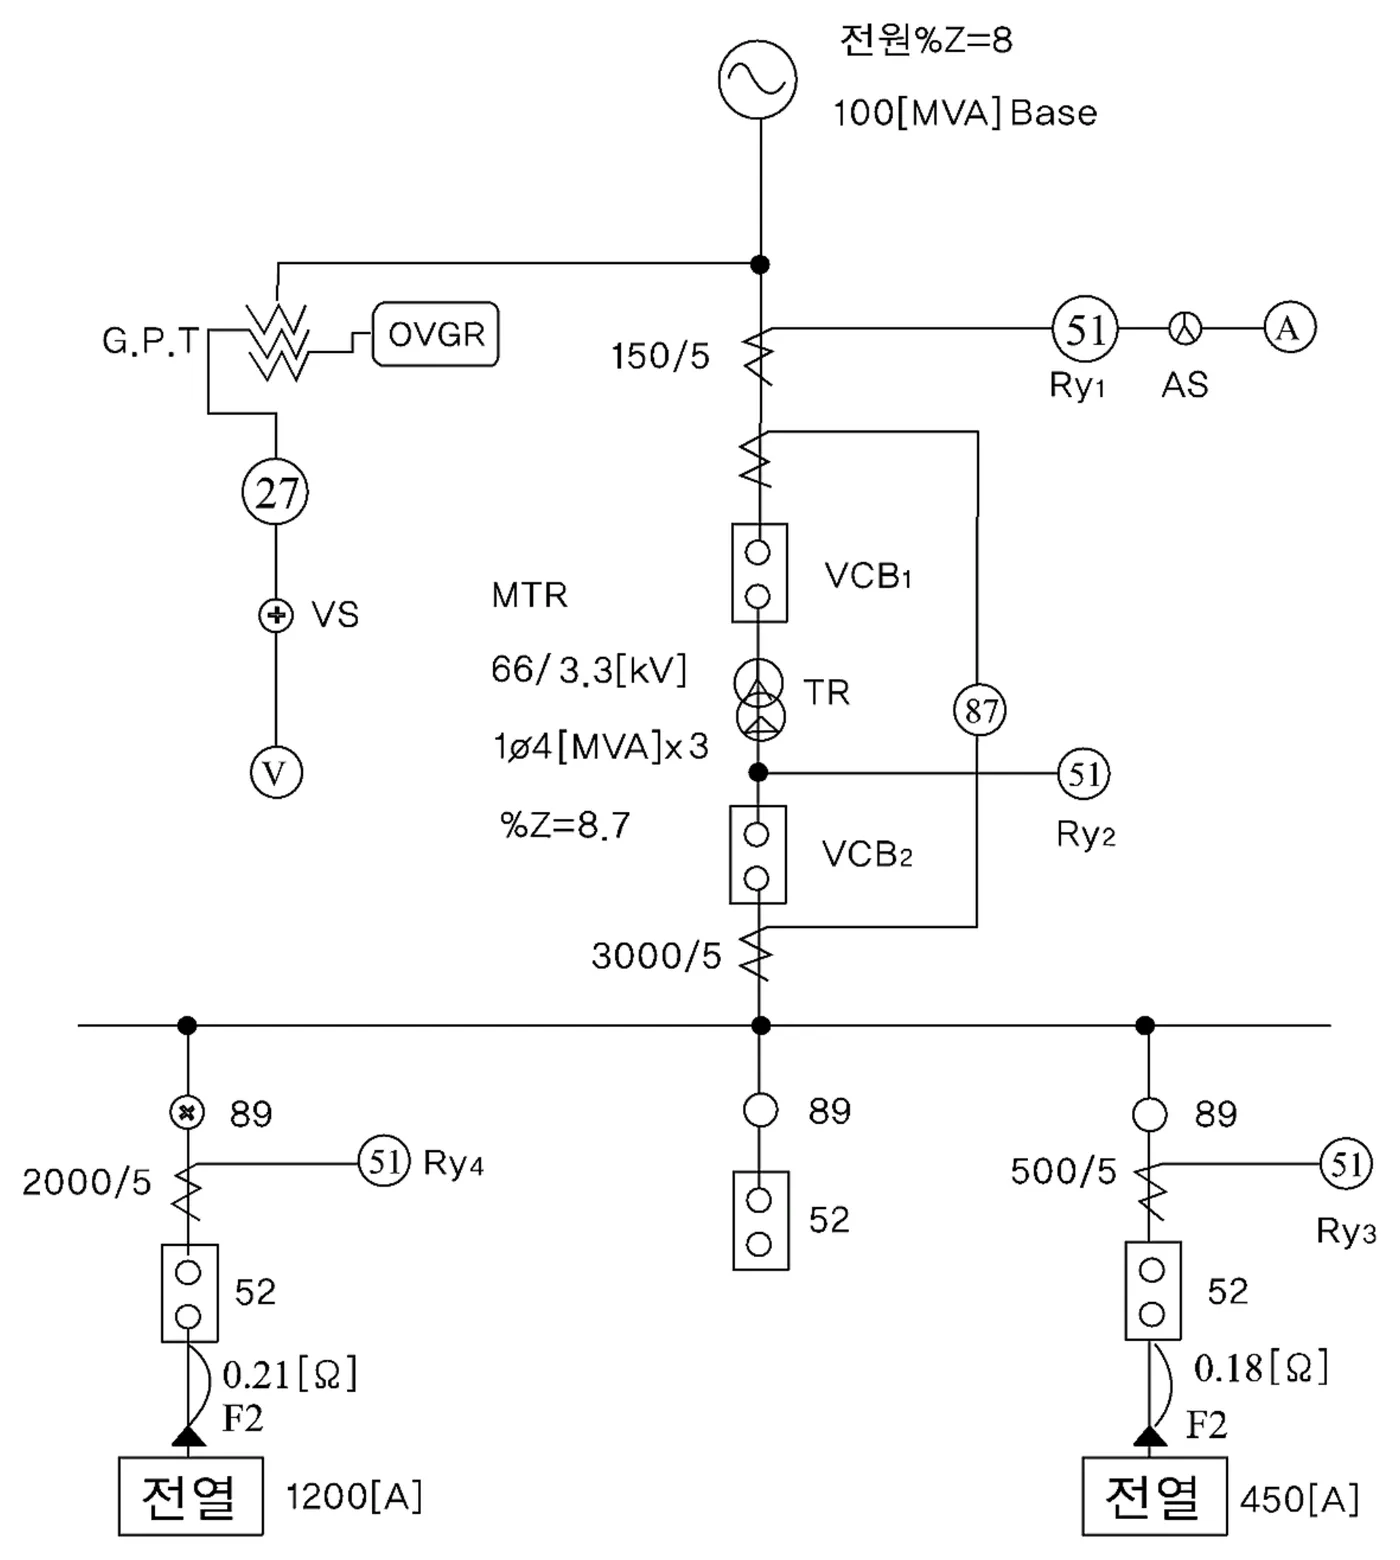 전원%Z=8
100[MVA]Base
G.P.T
OVGR
150/5
51
Ry1
AS
A
27
VS
V
VCB1
MTR
66/3.3[kV]
1ø4[MVA]x3
%Z=8.7
TR
87
51
Ry2
VCB2
3000/5
89
2000/5
51
Ry4
52
0.21[Ω]
F2
전열
1200[A]
89
52
89
500/5
51
Ry3
52
0.18[Ω]
F2
전열
450[A]